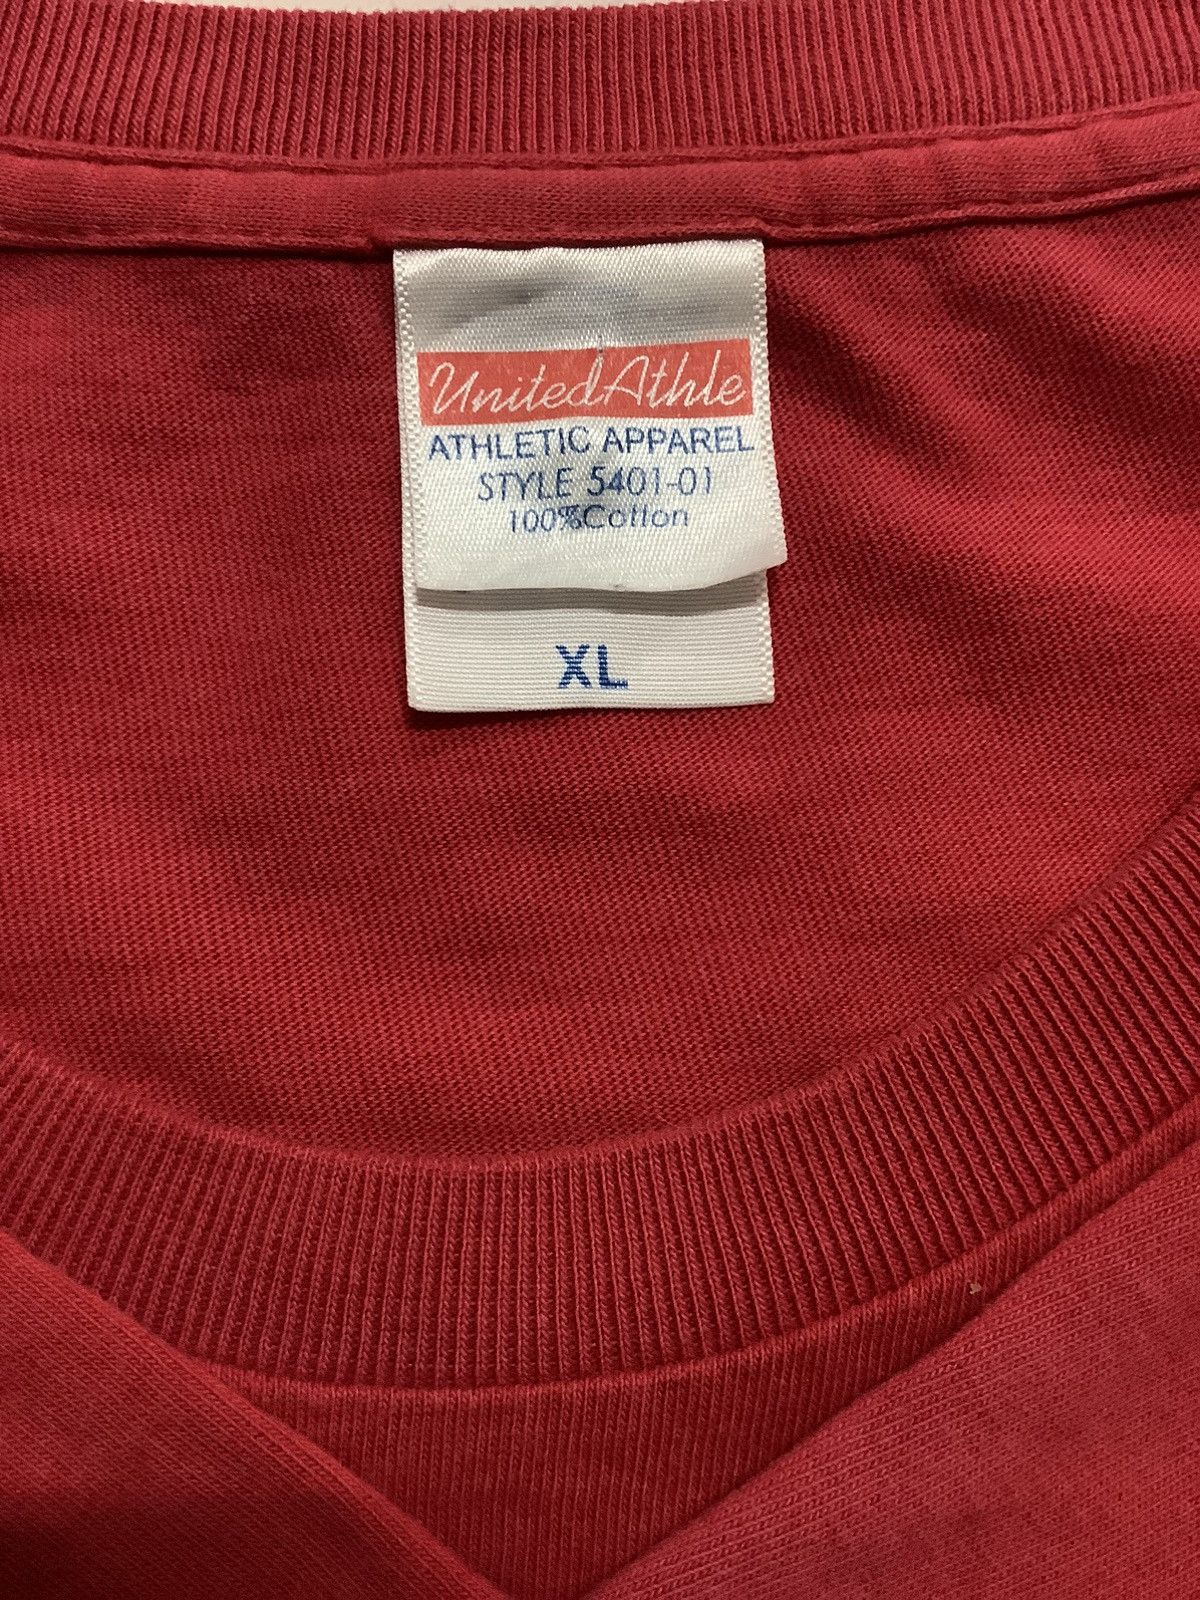 UnitedAthle
ATHLETIC APPAREL
STYLE 5401-01
100%Cotton
XL